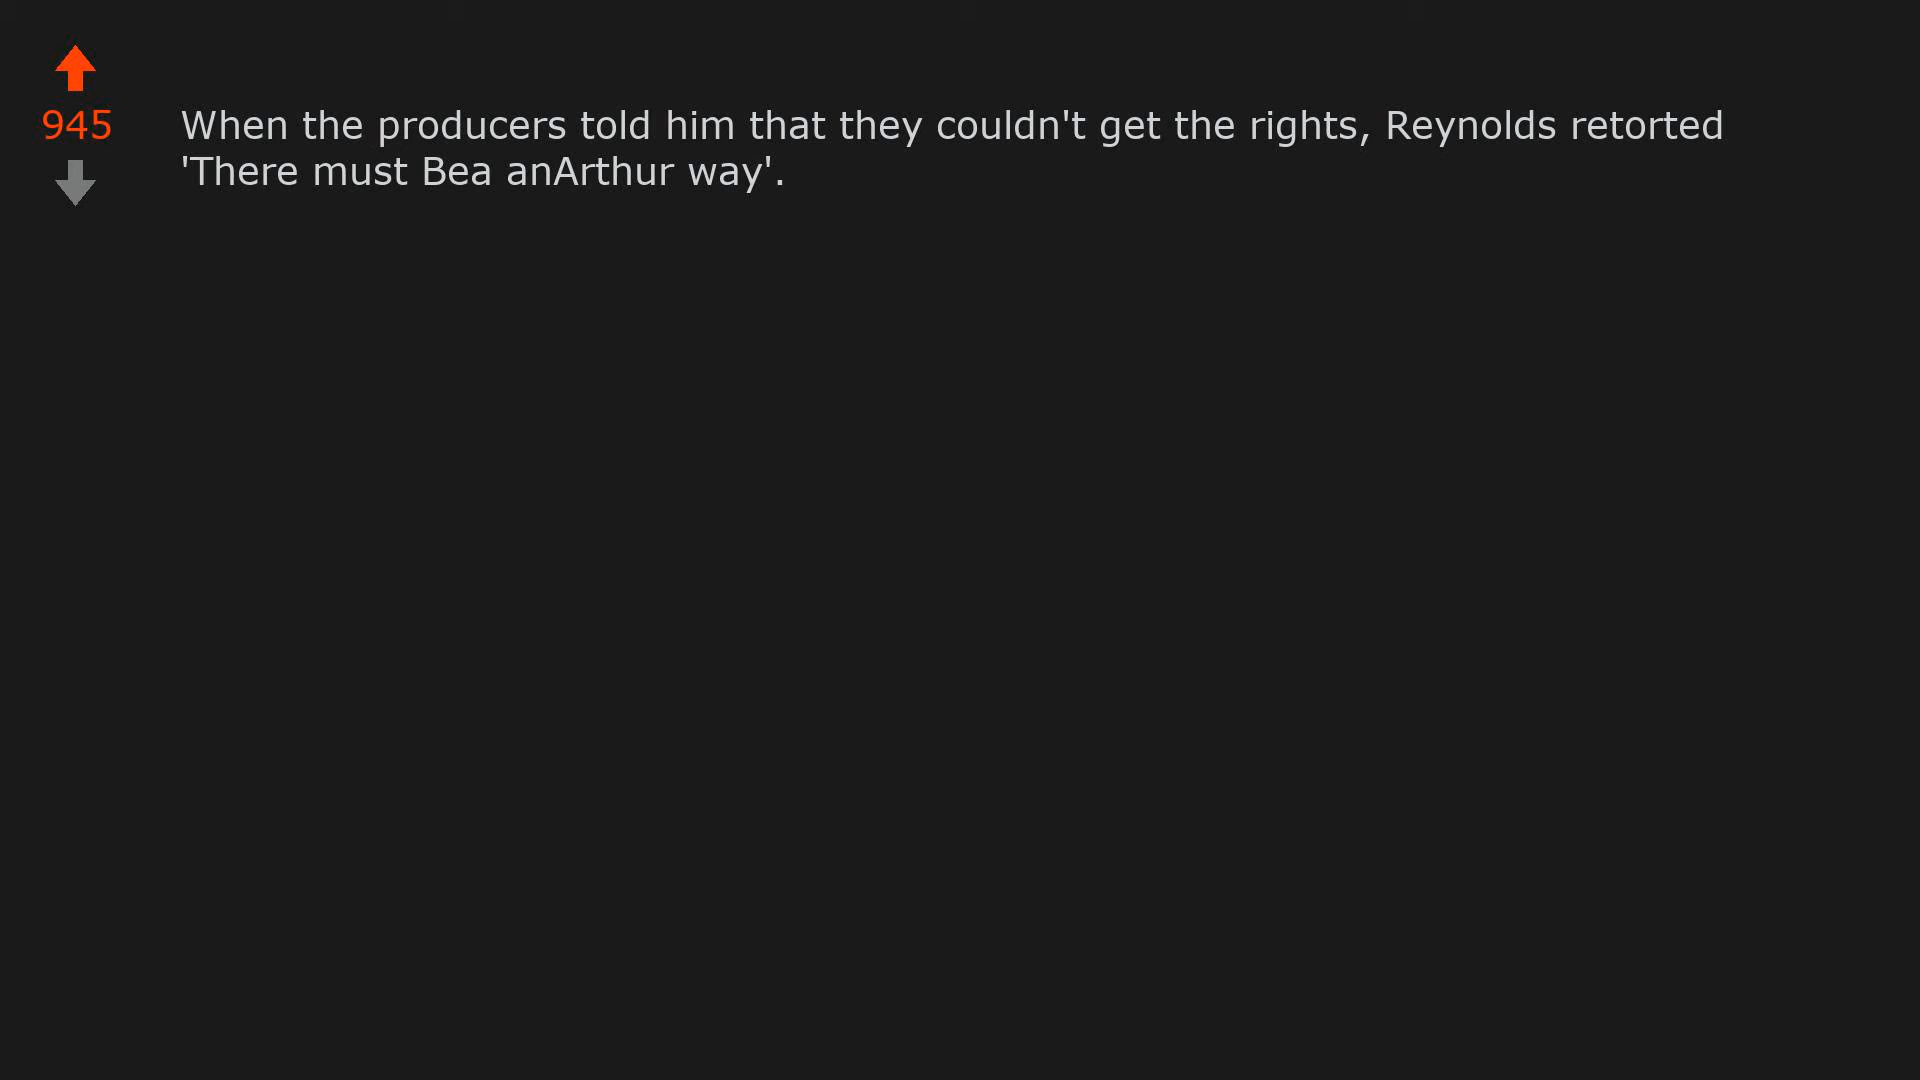 945
When the producers told him that they couldn't get the rights, Reynolds retorted
'There must Bea anArthur way'.